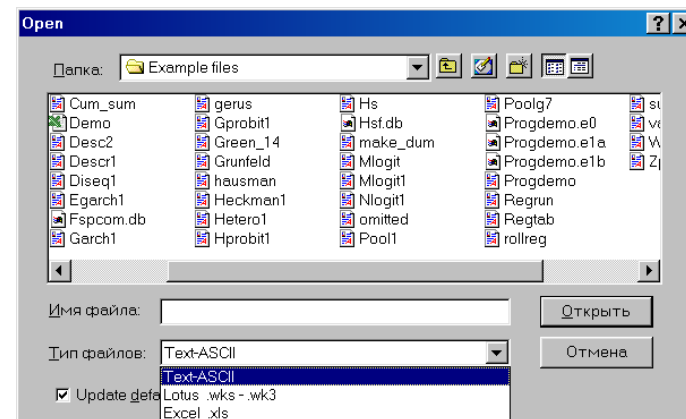 Open
Папка: Example files
Cum_sum gerus Hs Poolg7
Demo Gprobit1 Hsf.db Progdemo.e0
Desc2 Green_14 make_dum Progdemo.e1a
Descr1 Grunfeld Mlogit Progdemo.e1b
Diseq1 hausman Mlogit1 Progdemo
Egarch1 Heckman1 Nlogit1 Regrun
Fspcom.db Hetero1 omitted Regtab
Garch1 Hprobit1 Pool1 rollreg
Имя файла: Открыть
Тип файлов: Text-ASCII Отмена
Text-ASCII
Update defa Lotus .wks - .wk3
Excel .xls